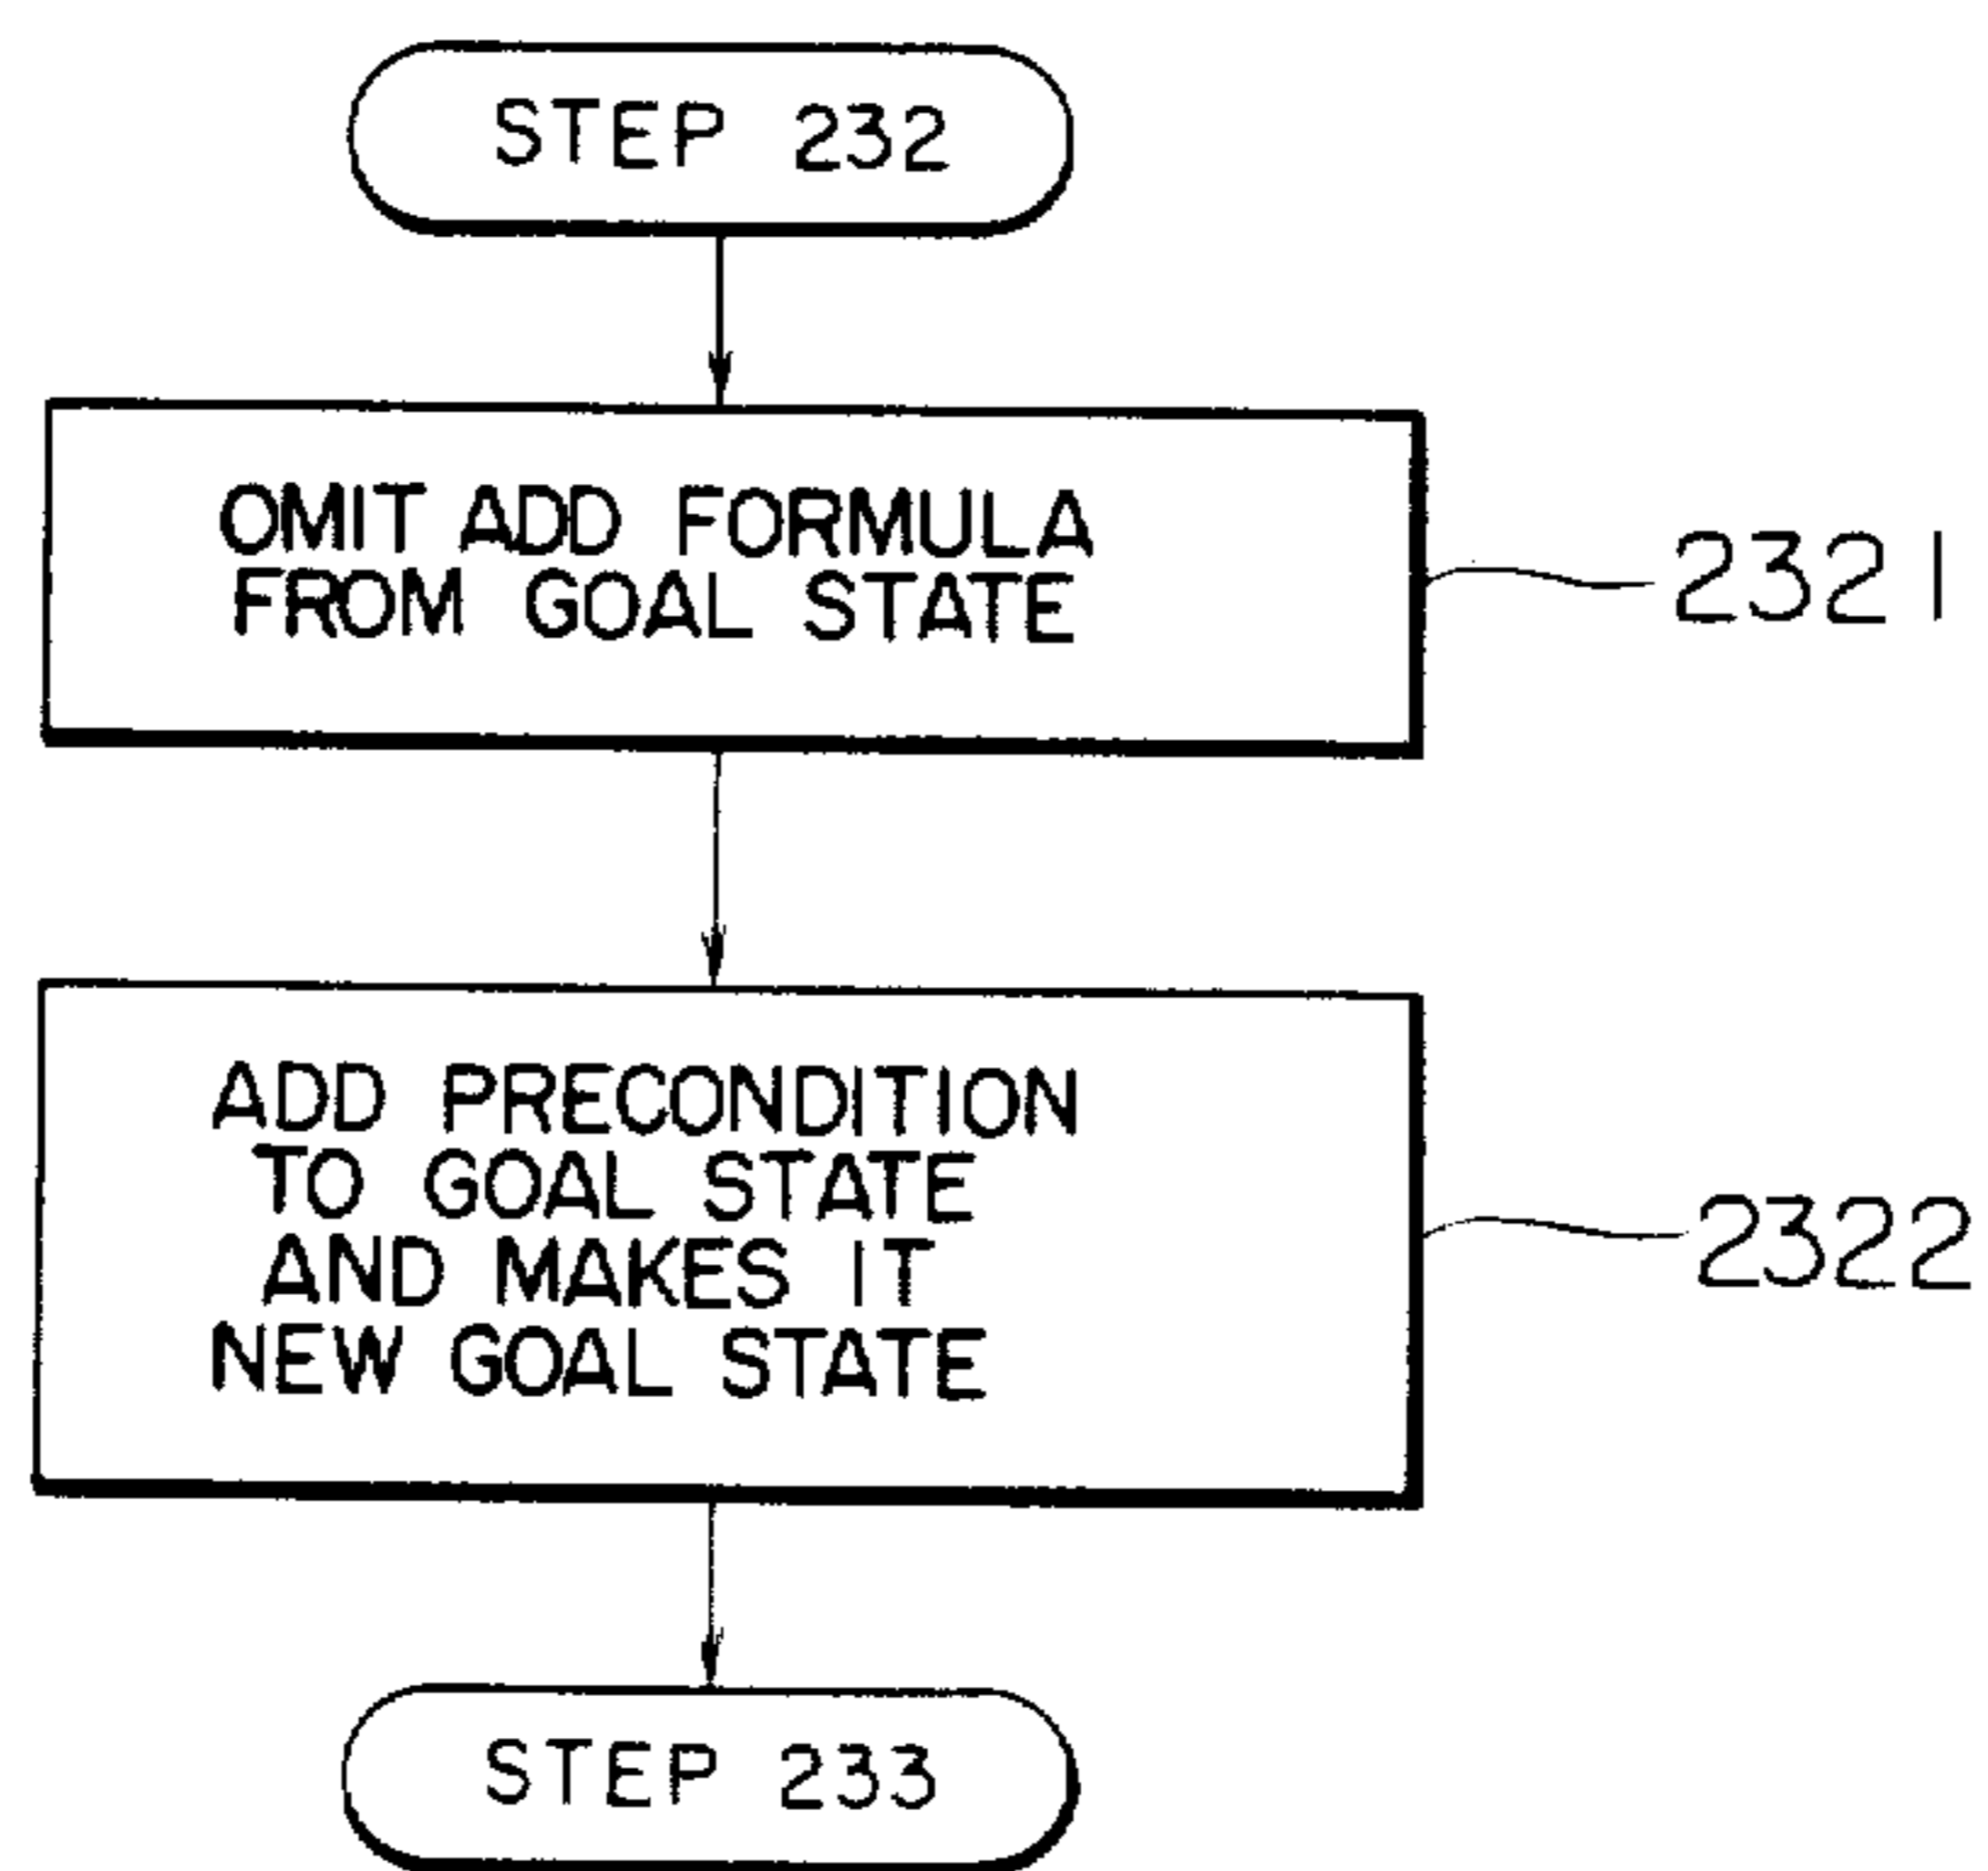 STEP 232
OMIT ADD FORMULA
FROM GOAL STATE
2321
ADD PRECONDITION
TO GOAL STATE
AND MAKES IT
NEW GOAL STATE
2322
STEP 233